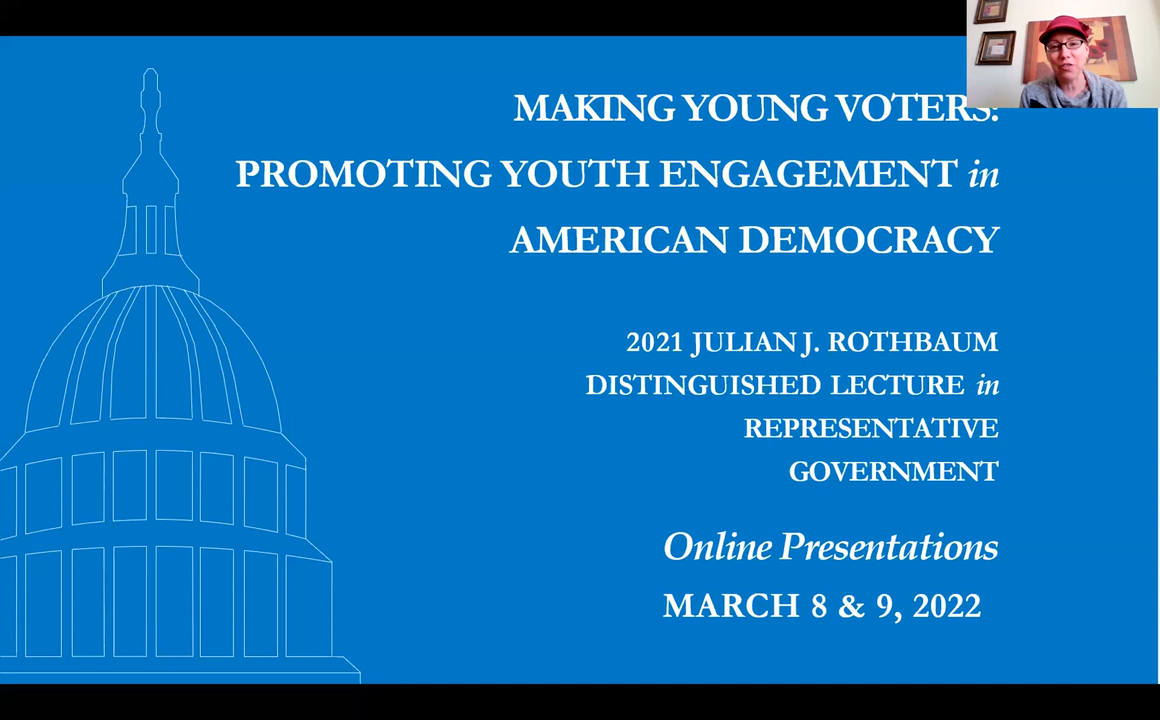 MAKING YOUNG VOTERS:
PROMOTING YOUTH ENGAGEMENT in
AMERICAN DEMOCRACY
2021 JULIAN J. ROTHBAUM
DISTINGUISHED LECTURE in
REPRESENTATIVE
GOVERNMENT
Online Presentations
MARCH 8 & 9, 2022